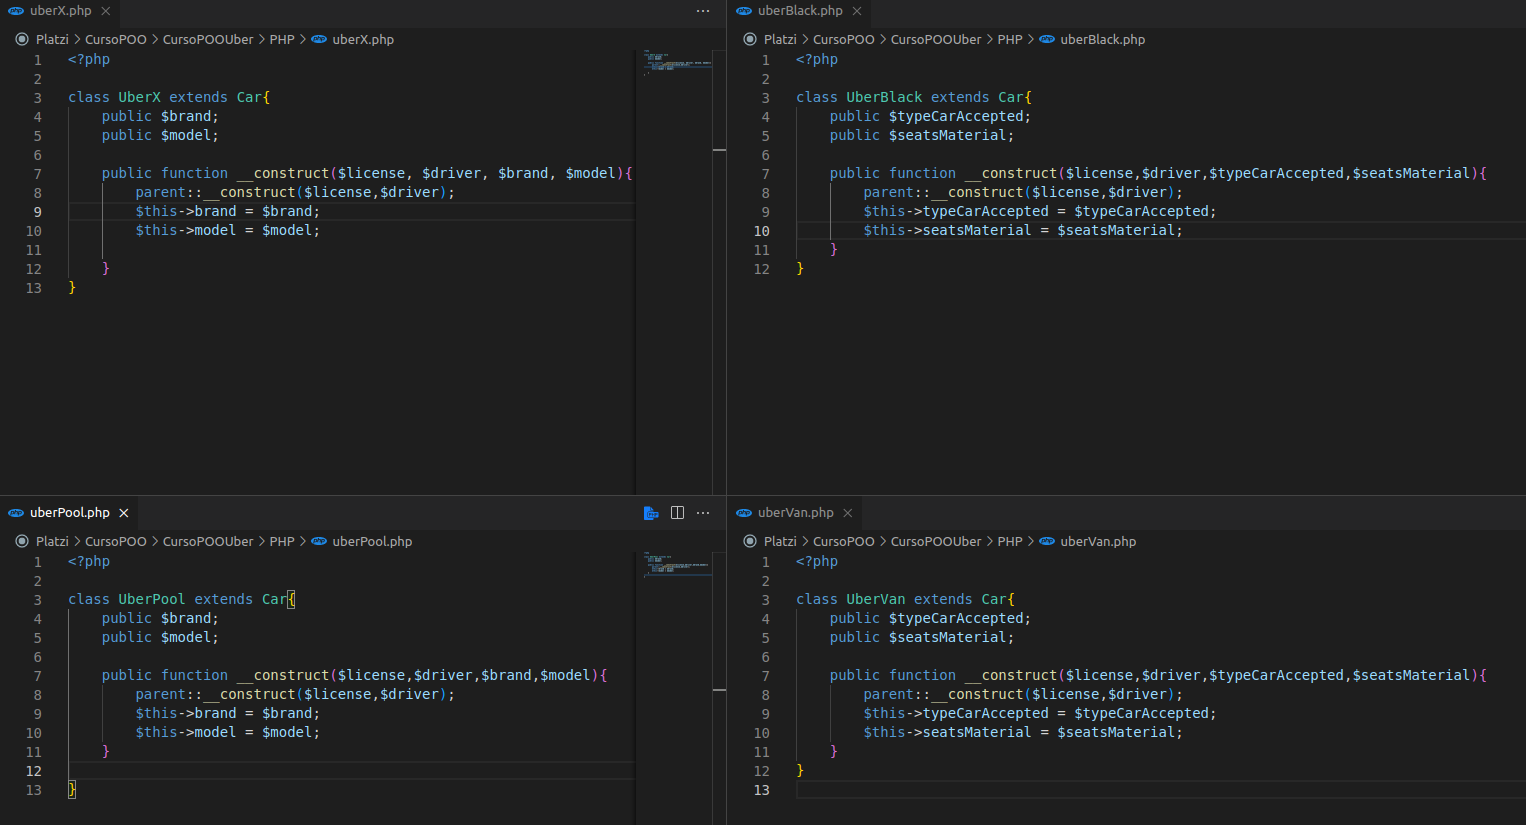 uberX.php
Platzi > CursoPOO > CursoPOOUber > PHP > uberX.php
1 <?php
2
3 class UberX extends Car{
4 public $brand;
5 public $model;
6
7 public function __construct($license, $driver, $brand, $model){
8 parent::__construct($license,$driver);
9 $this->brand = $brand;
10 $this->model = $model;
11
12 }
13 }
uberBlack.php
Platzi > CursoPOO > CursoPOOUber > PHP > uberBlack.php
1 <?php
2
3 class UberBlack extends Car{
4 public $typeCarAccepted;
5 public $seatsMaterial;
6
7 public function __construct($license,$driver,$typeCarAccepted,$seatsMaterial){
8 parent::__construct($license,$driver);
9 $this->typeCarAccepted = $typeCarAccepted;
10 $this->seatsMaterial = $seatsMaterial;
11 }
12 }
uberPool.php
Platzi > CursoPOO > CursoPOOUber > PHP > uberPool.php
1 <?php
2
3 class UberPool extends Car{
4 public $brand;
5 public $model;
6
7 public function __construct($license,$driver,$brand,$model){
8 parent::__construct($license,$driver);
9 $this->brand = $brand;
10 $this->model = $model;
11 }
12
13 }
uberVan.php
Platzi > CursoPOO > CursoPOOUber > PHP > uberVan.php
1 <?php
2
3 class UberVan extends Car{
4 public $typeCarAccepted;
5 public $seatsMaterial;
6
7 public function __construct($license,$driver,$typeCarAccepted,$seatsMaterial){
8 parent::__construct($license,$driver);
9 $this->typeCarAccepted = $typeCarAccepted;
10 $this->seatsMaterial = $seatsMaterial;
11 }
12 }
13